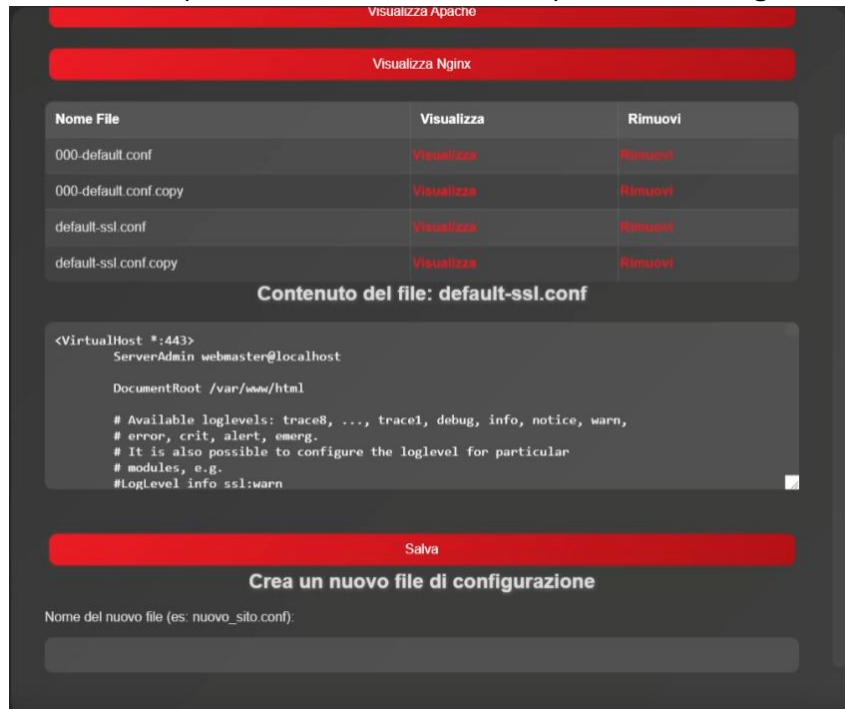 Visualizza Apache
Visualizza Nginx
Nome File Visualizza Rimuovi
000-default.conf Visualizza Rimuovi
000-default.conf.copy Visualizza Rimuovi
default-ssl.conf Visualizza Rimuovi
default-ssl.conf.copy Visualizza Rimuovi
Contenuto del file: default-ssl.conf
<VirtualHost *:443>
ServerAdmin webmaster@localhost
DocumentRoot /var/www/html
# Available loglevels: trace8, ..., trace1, debug, info, notice, warn,
# error, crit, alert, emerg.
# It is also possible to configure the loglevel for particular
# modules, e.g.
#LogLevel info ssl:warn
Salva
Crea un nuovo file di configurazione
Nome del nuovo file (es: nuovo_sito.conf):